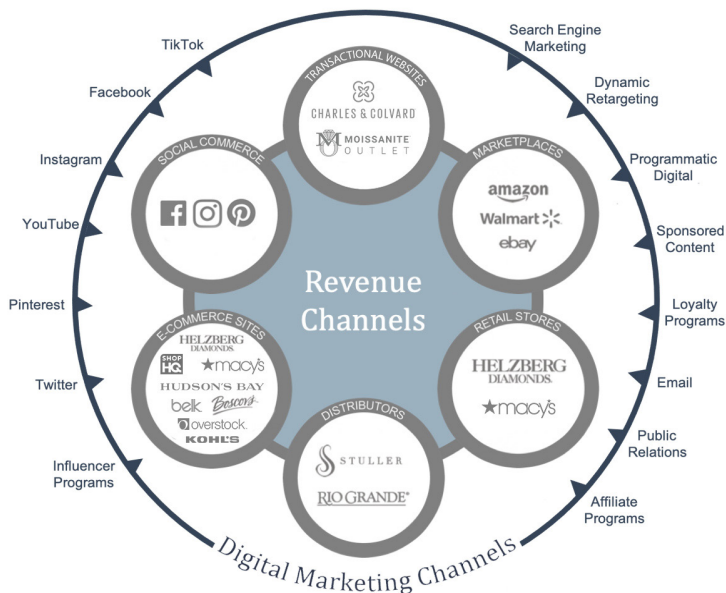 TikTok
Facebook
Instagram
YouTube
Pinterest
Twitter
Influencer
Programs
Search Engine
Marketing
Dynamic
Retargeting
Programmatic
Digital
Sponsored
Content
Loyalty
Programs
Email
Public
Relations
Affiliate
Programs
Digital Marketing Channels
Revenue
Channels
TRANSACTIONAL WEBSITES
CHARLES & COLVARD
MOISSANITE
OUTLET
MARKETPLACES
amazon
Walmart
ebay
RETAIL STORES
HELZBERG
DIAMONDS
macy's
DISTRIBUTORS
STULLER
RIO GRANDE®
E-COMMERCE SITES
HELZBERG
DIAMONDS
SHOP
HQ
macy's
HUDSON'S BAY
belk
Boscov's
overstock
KOHL'S
SOCIAL COMMERCE